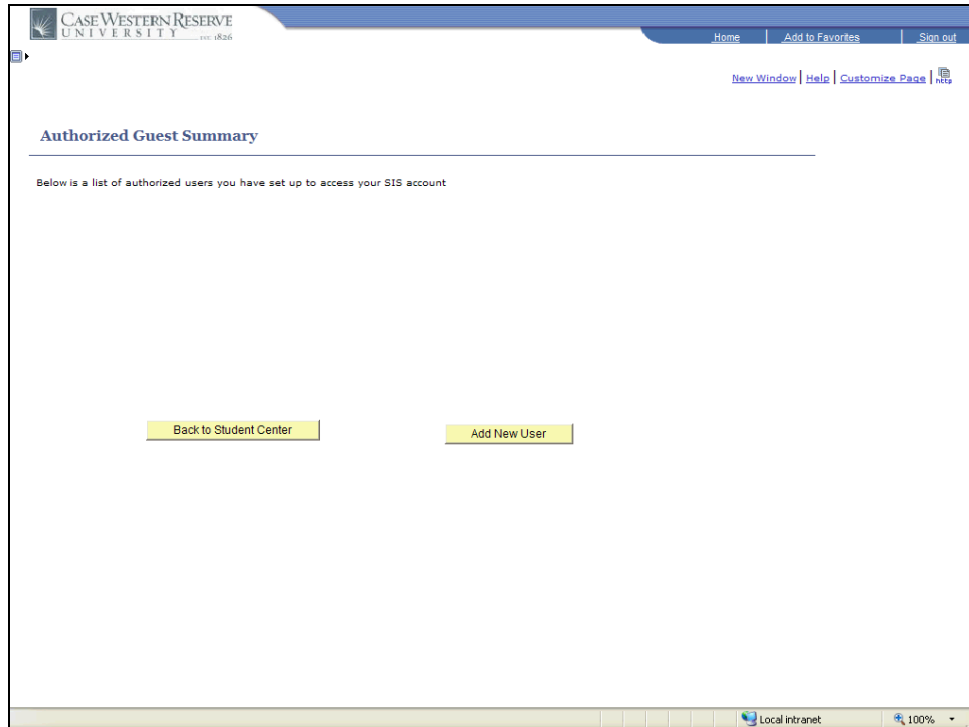 CASE WESTERN RESERVE
UNIVERSITY EST. 1826
Home Add to Favorites Sign out
New Window Help Customize Page http
Authorized Guest Summary
Below is a list of authorized users you have set up to access your SIS account
Back to Student Center
Add New User
Local intranet 100%